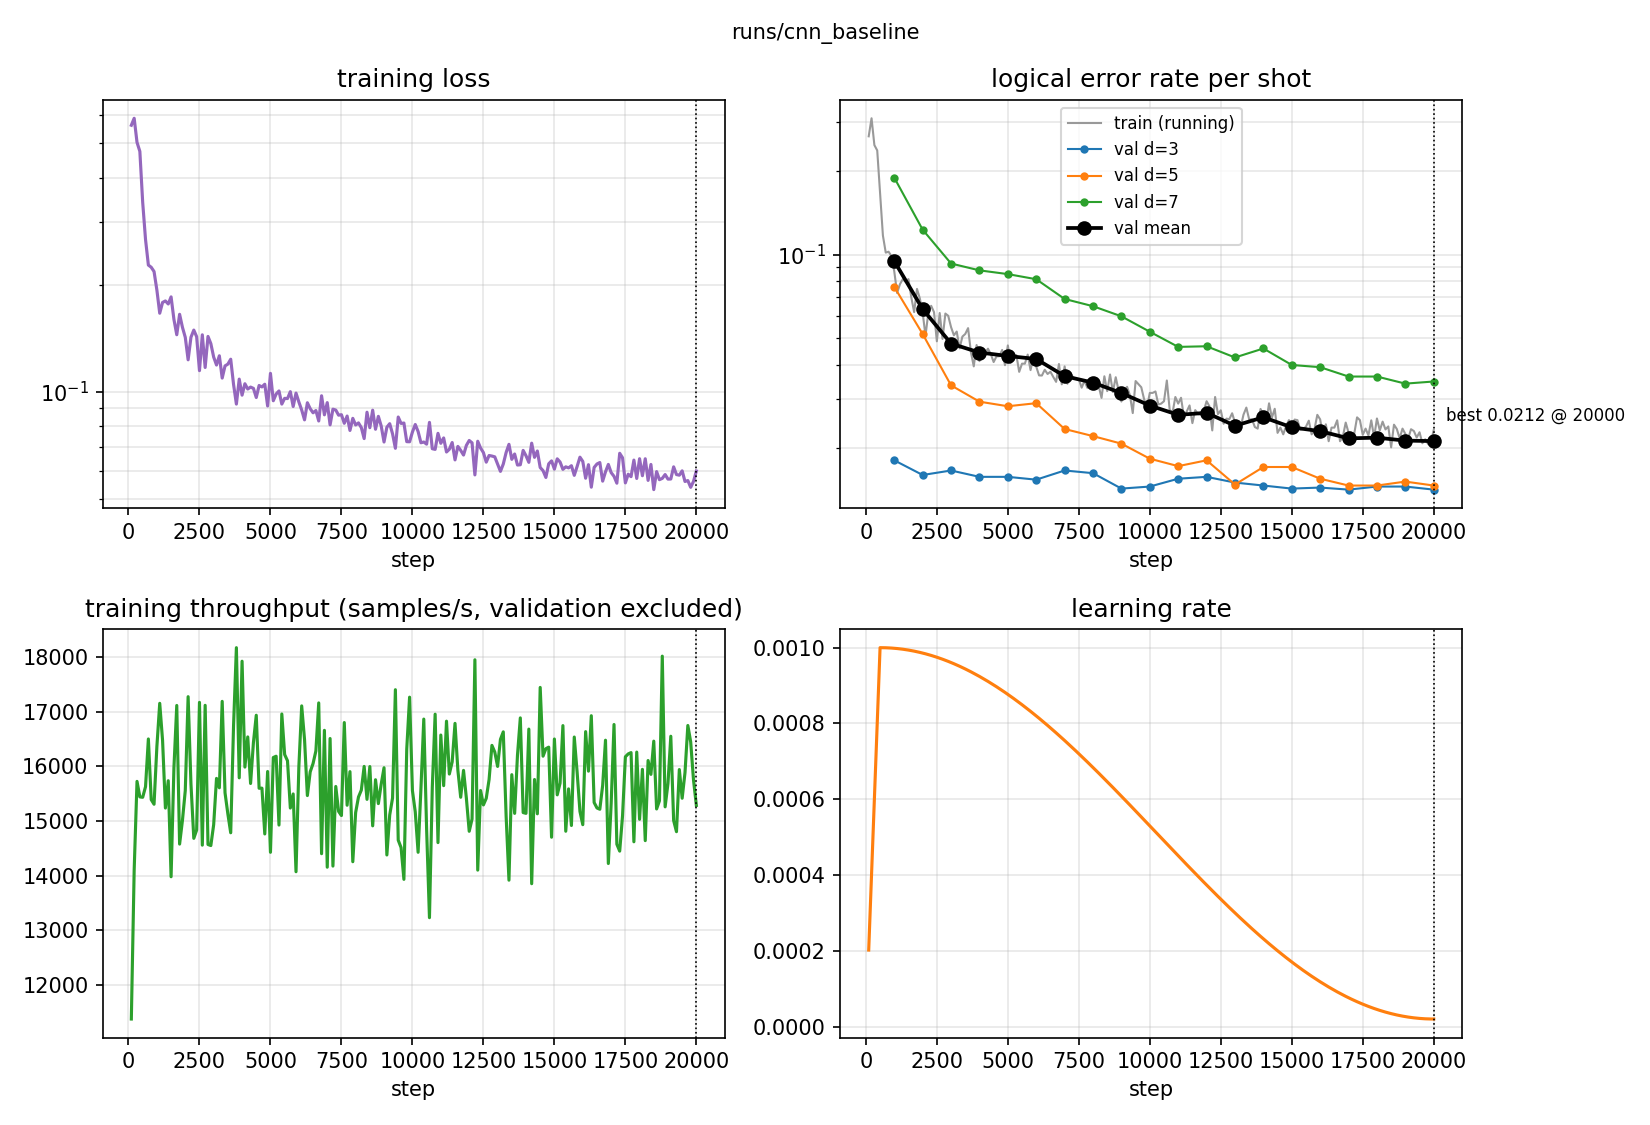 runs/cnn_baseline
training loss
10⁻¹
0 2500 5000 7500 10000 12500 15000 17500 20000
step
logical error rate per shot
train (running)
val d=3
val d=5
val d=7
val mean
10⁻¹
best 0.0212 @ 20000
0 2500 5000 7500 10000 12500 15000 17500 20000
step
training throughput (samples/s, validation excluded)
18000
17000
16000
15000
14000
13000
12000
0 2500 5000 7500 10000 12500 15000 17500 20000
step
learning rate
0.0010
0.0008
0.0006
0.0004
0.0002
0.0000
0 2500 5000 7500 10000 12500 15000 17500 20000
step